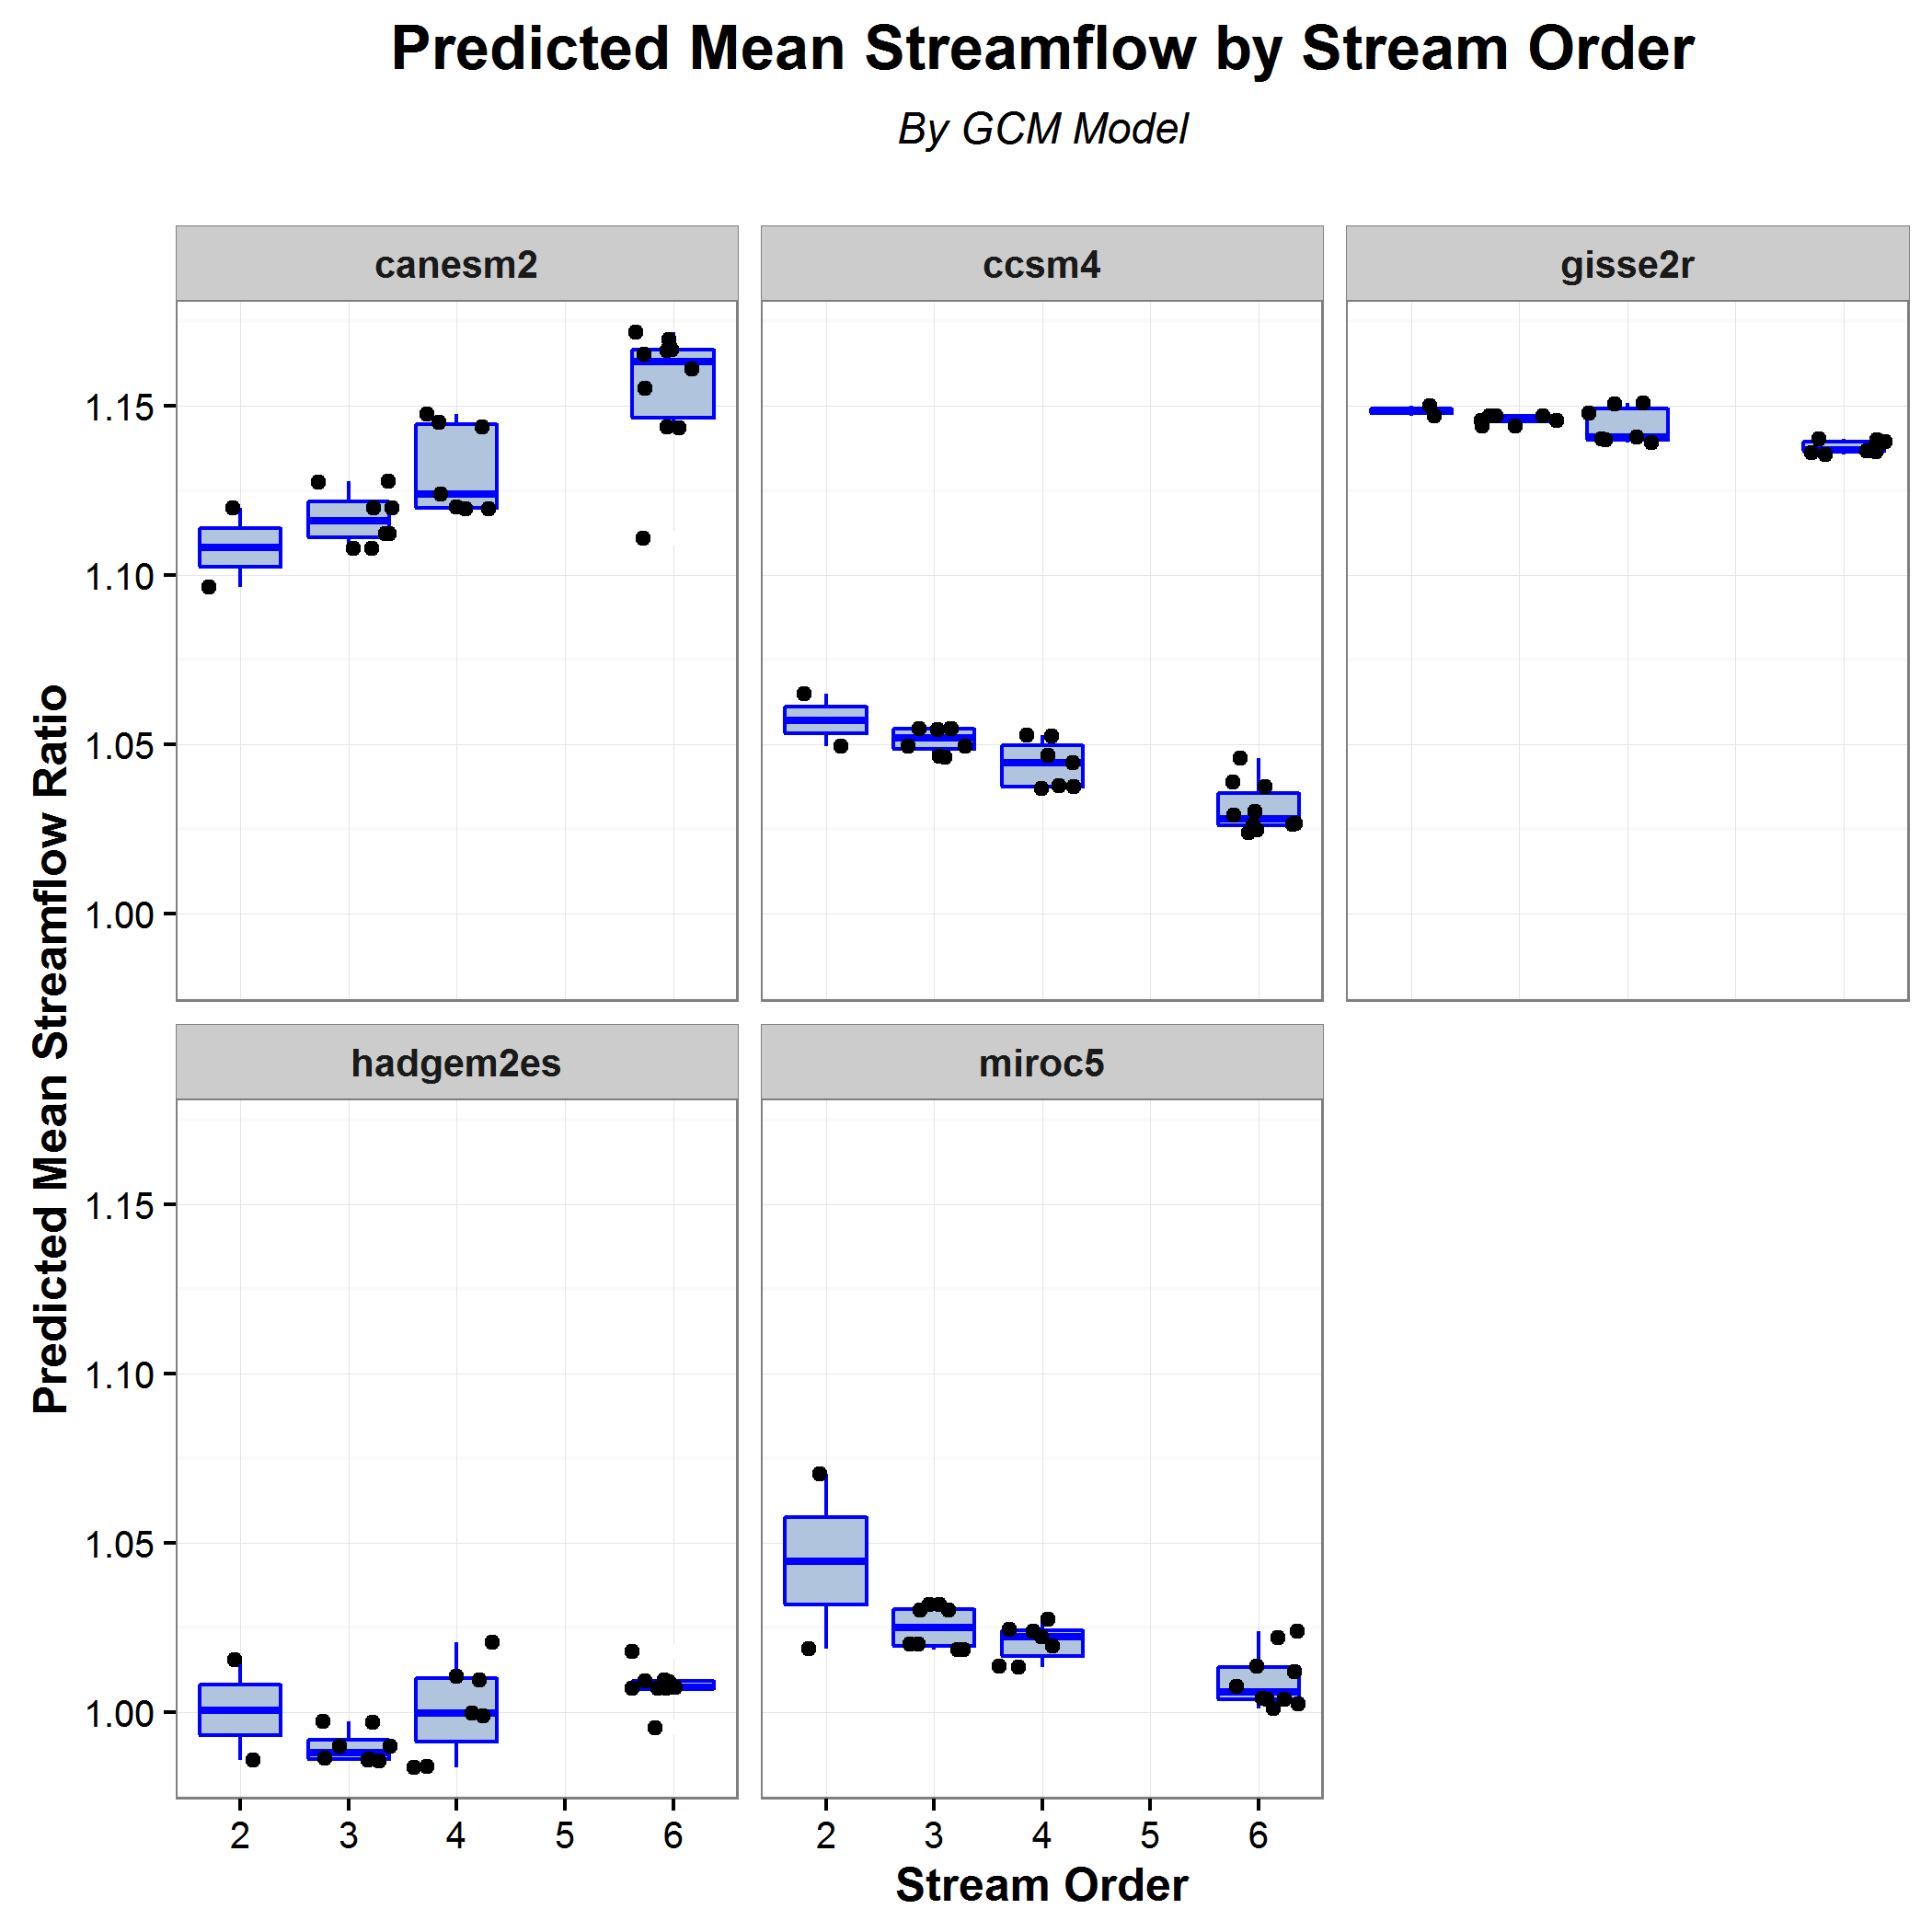 Predicted Mean Streamflow by Stream Order
By GCM Model
canesm2
ccsm4
gisse2r
1.15
1.10
1.05
1.00
Predicted Mean Streamflow Ratio
hadgem2es
miroc5
1.15
1.10
1.05
1.00
2 3 4 5 6
2 3 4 5 6
Stream Order